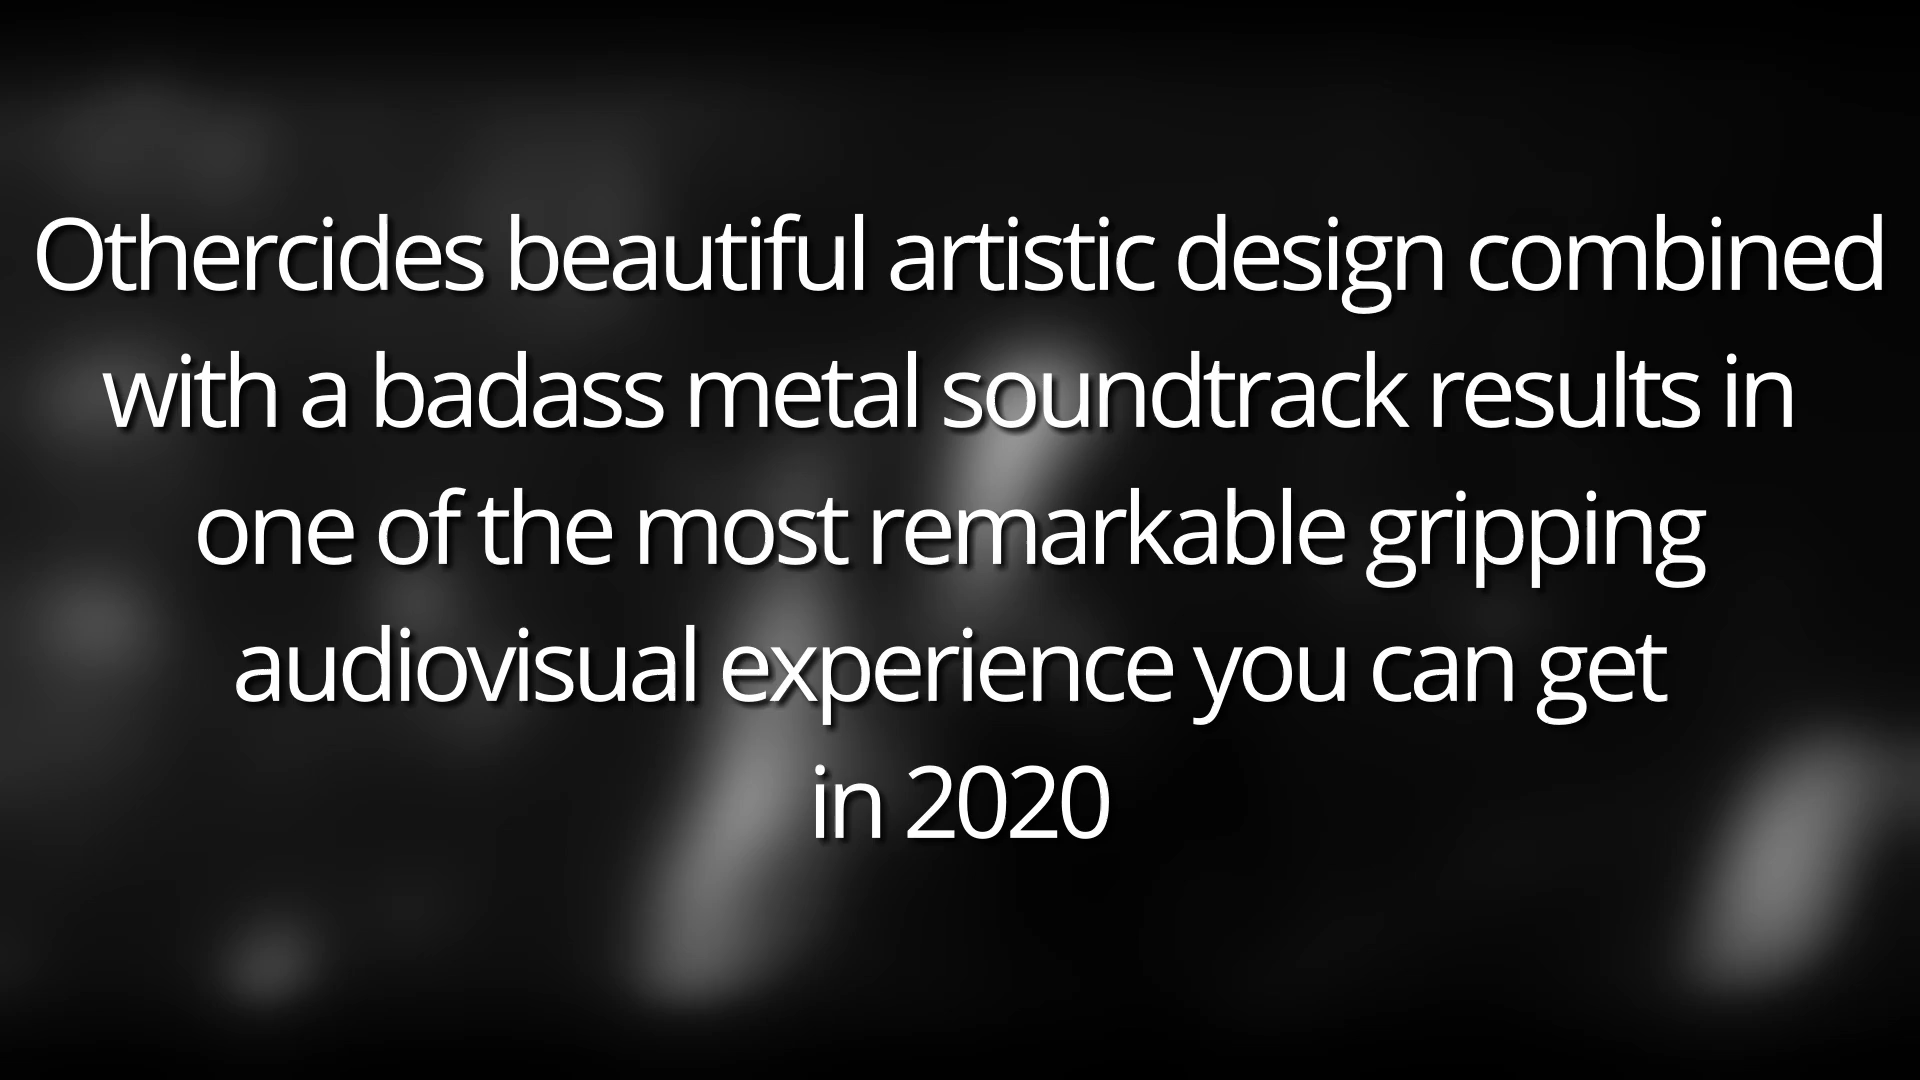 Othercides beautiful artistic design combined
with a badass metal soundtrack results in
one of the most remarkable gripping
audiovisual experience you can get
in 2020